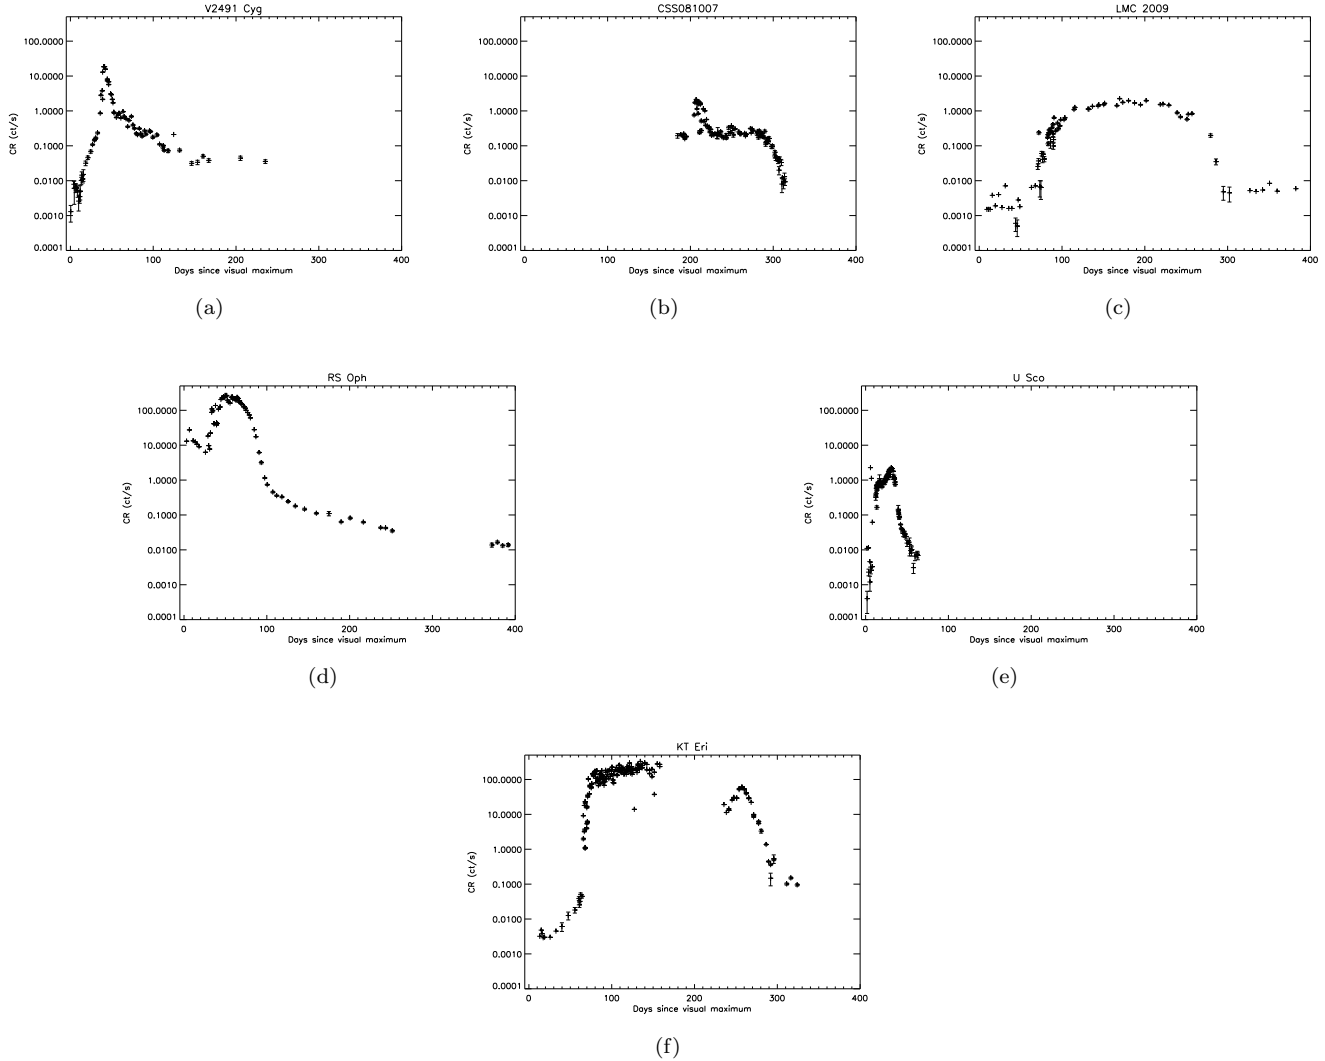 V2491 Cyg
CR (ct/s)
100.0000
10.0000
1.0000
0.1000
0.0100
0.0010
0.0001
0 100 200 300 400
Days since visual maximum
(a)
CSS081007
CR (ct/s)
100.0000
10.0000
1.0000
0.1000
0.0100
0.0010
0.0001
0 100 200 300 400
Days since visual maximum
(b)
LMC 2009
CR (ct/s)
100.0000
10.0000
1.0000
0.1000
0.0100
0.0010
0.0001
0 100 200 300 400
Days since visual maximum
(c)
RS Oph
CR (ct/s)
100.0000
10.0000
1.0000
0.1000
0.0100
0.0010
0.0001
0 100 200 300 400
Days since visual maximum
(d)
U Sco
CR (ct/s)
100.0000
10.0000
1.0000
0.1000
0.0100
0.0010
0.0001
0 100 200 300 400
Days since visual maximum
(e)
KT Eri
CR (ct/s)
100.0000
10.0000
1.0000
0.1000
0.0100
0.0010
0.0001
0 100 200 300 400
Days since visual maximum
(f)